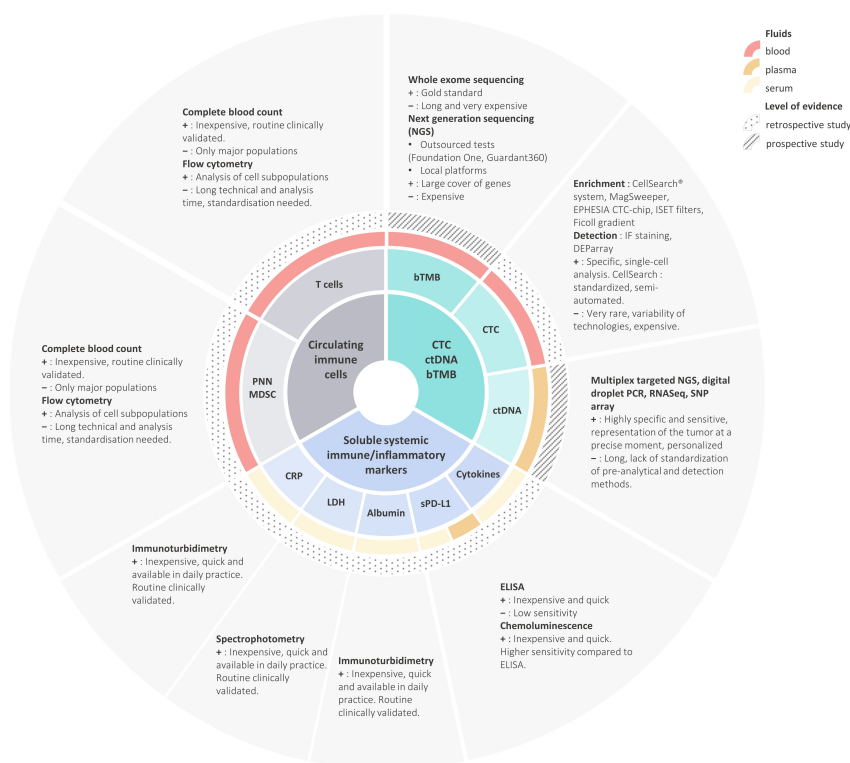 Fluids
blood
plasma
serum
Level of evidence
retrospective study
prospective study
Whole exome sequencing
+ : Gold standard
– : Long and very expensive
Next generation sequencing
(NGS)
• Outsourced tests
(Foundation One, Guardant360)
• Local platforms
+ : Large cover of genes
– : Expensive
Complete blood count
+ : Inexpensive, routine clinically
validated.
– : Only major populations
Flow cytometry
+ : Analysis of cell subpopulations
– : Long technical and analysis
time, standardisation needed.
Enrichment : CellSearch®
system, MagSweeper,
EPHESIA CTC-chip, ISET filters,
Ficoll gradient
Detection : IF staining,
DEParray
+ : Specific, single-cell
analysis. CellSearch :
standardized, semi-
automated.
– : Very rare, variability of
technologies, expensive.
T cells
bTMB
CTC
ctDNA
Circulating
immune
cells
CTC
ctDNA
bTMB
PNN
MDSC
Soluble systemic
immune/inflammatory
markers
CRP
LDH
Albumin
sPD-L1
Cytokines
Complete blood count
+ : Inexpensive, routine clinically
validated.
– : Only major populations
Flow cytometry
+ : Analysis of cell subpopulations
– : Long technical and analysis
time, standardisation needed.
Multiplex targeted NGS, digital
droplet PCR, RNASeq, SNP
array
+ : Highly specific and sensitive,
representation of the tumor at a
precise moment, personalized
– : Long, lack of standardization
of pre-analytical and detection
methods.
Immunoturbidimetry
+ : Inexpensive, quick and
available in daily practice.
Routine clinically
validated.
Spectrophotometry
+ : Inexpensive, quick and
available in daily practice.
Routine clinically
validated.
Immunoturbidimetry
+ : Inexpensive, quick
and available in daily
practice. Routine
clinically validated.
ELISA
+ : Inexpensive and quick
– : Low sensitivity
Chemoluminescence
+ : Inexpensive and quick.
Higher sensitivity compared to
ELISA.